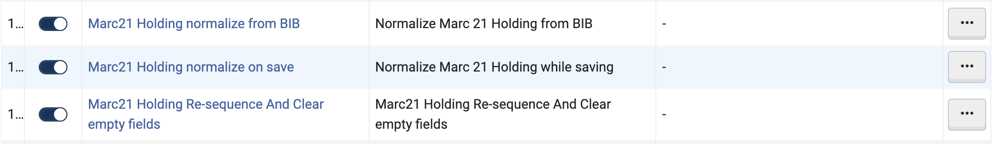 1... Marc21 Holding normalize from BIB Normalize Marc 21 Holding from BIB -
1... Marc21 Holding normalize on save Normalize Marc 21 Holding while saving -
1... Marc21 Holding Re-sequence And Clear Marc21 Holding Re-sequence And Clear -
empty fields empty fields